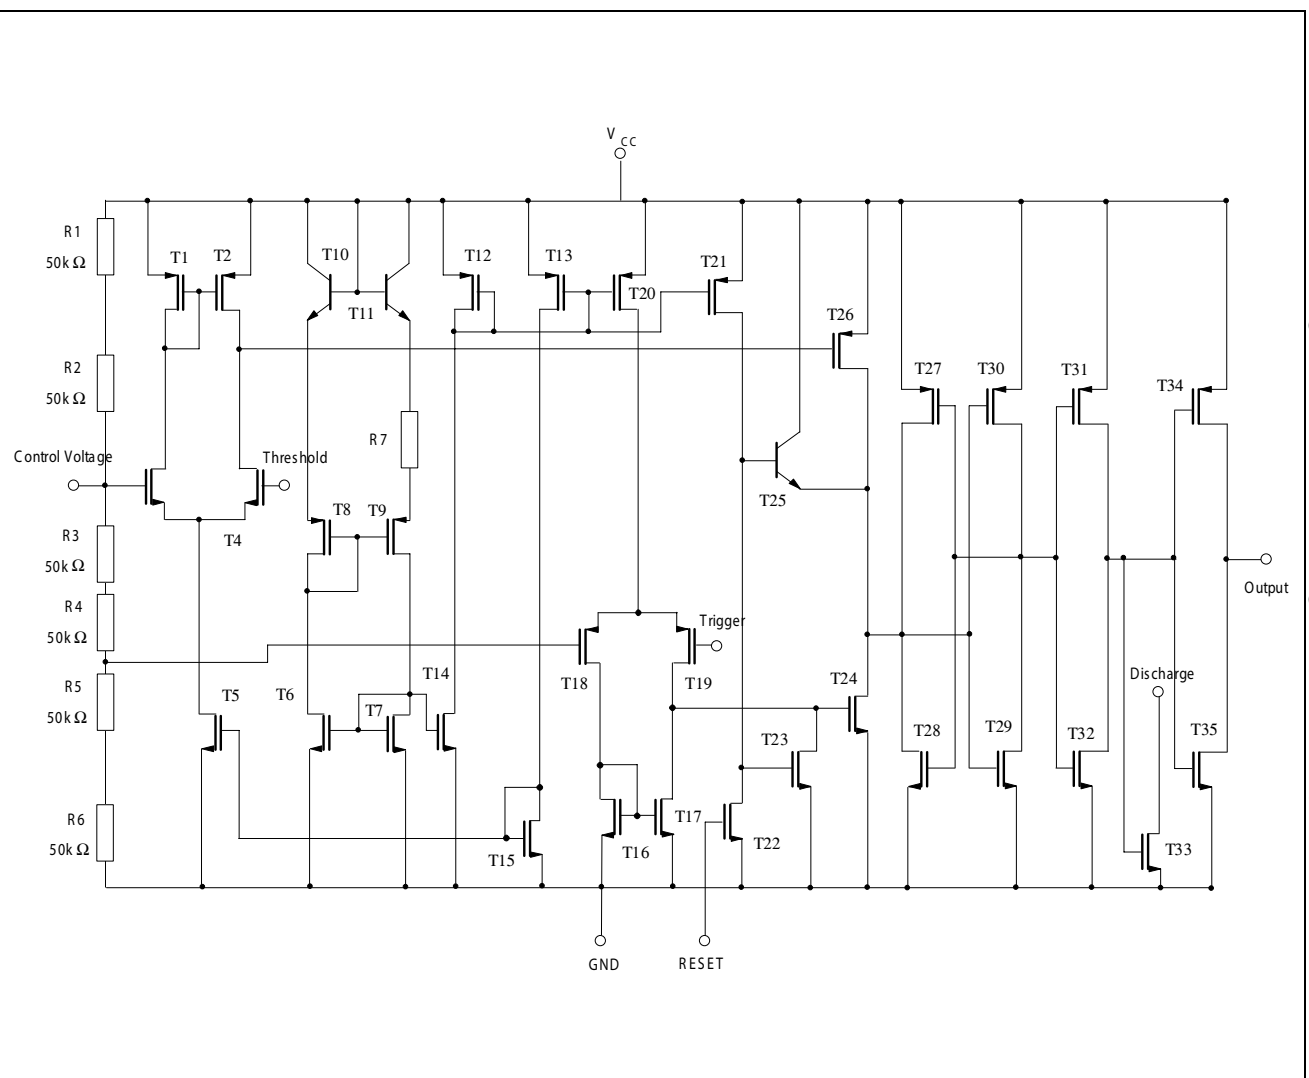 V CC
R1
50k Ω
T1
T2
T10
T11
T12
T13
T20
T21
T26
R2
50k Ω
T27
T30
T31
T34
R7
Control Voltage
Threshold
T25
T8
T9
R3
50k Ω
T4
Output
R4
50k Ω
Trigger
T18
T19
T14
T24
Discharge
R5
50k Ω
T5
T6
T7
T23
T28
T29
T32
T35
R6
50k Ω
T15
T16
T17
T22
T33
GND
RESET